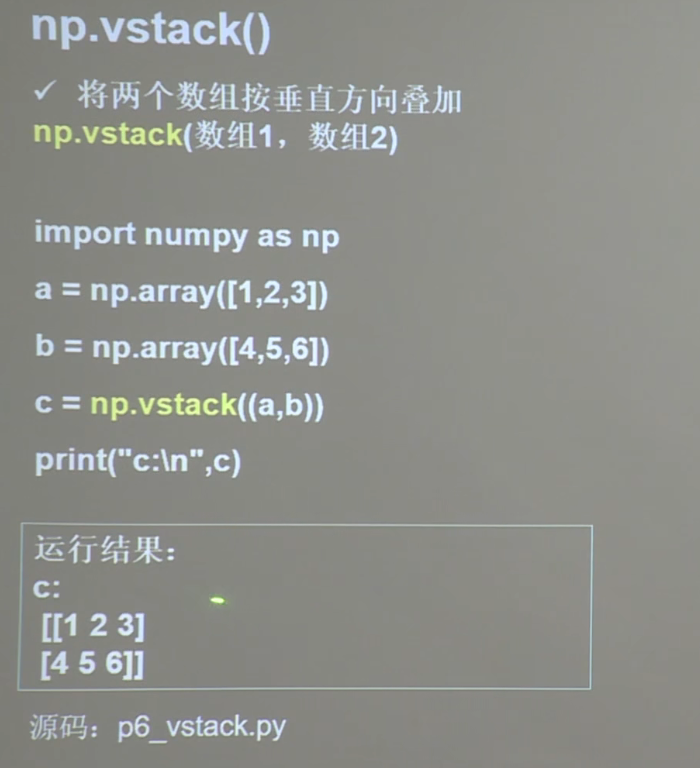 np.vstack()
✓ 将两个数组按垂直方向叠加
np.vstack(数组1，数组2)
import numpy as np
a = np.array([1,2,3])
b = np.array([4,5,6])
c = np.vstack((a,b))
print("c:\n",c)
运行结果：
c:
[[1 2 3]
[4 5 6]]
源码：p6_vstack.py